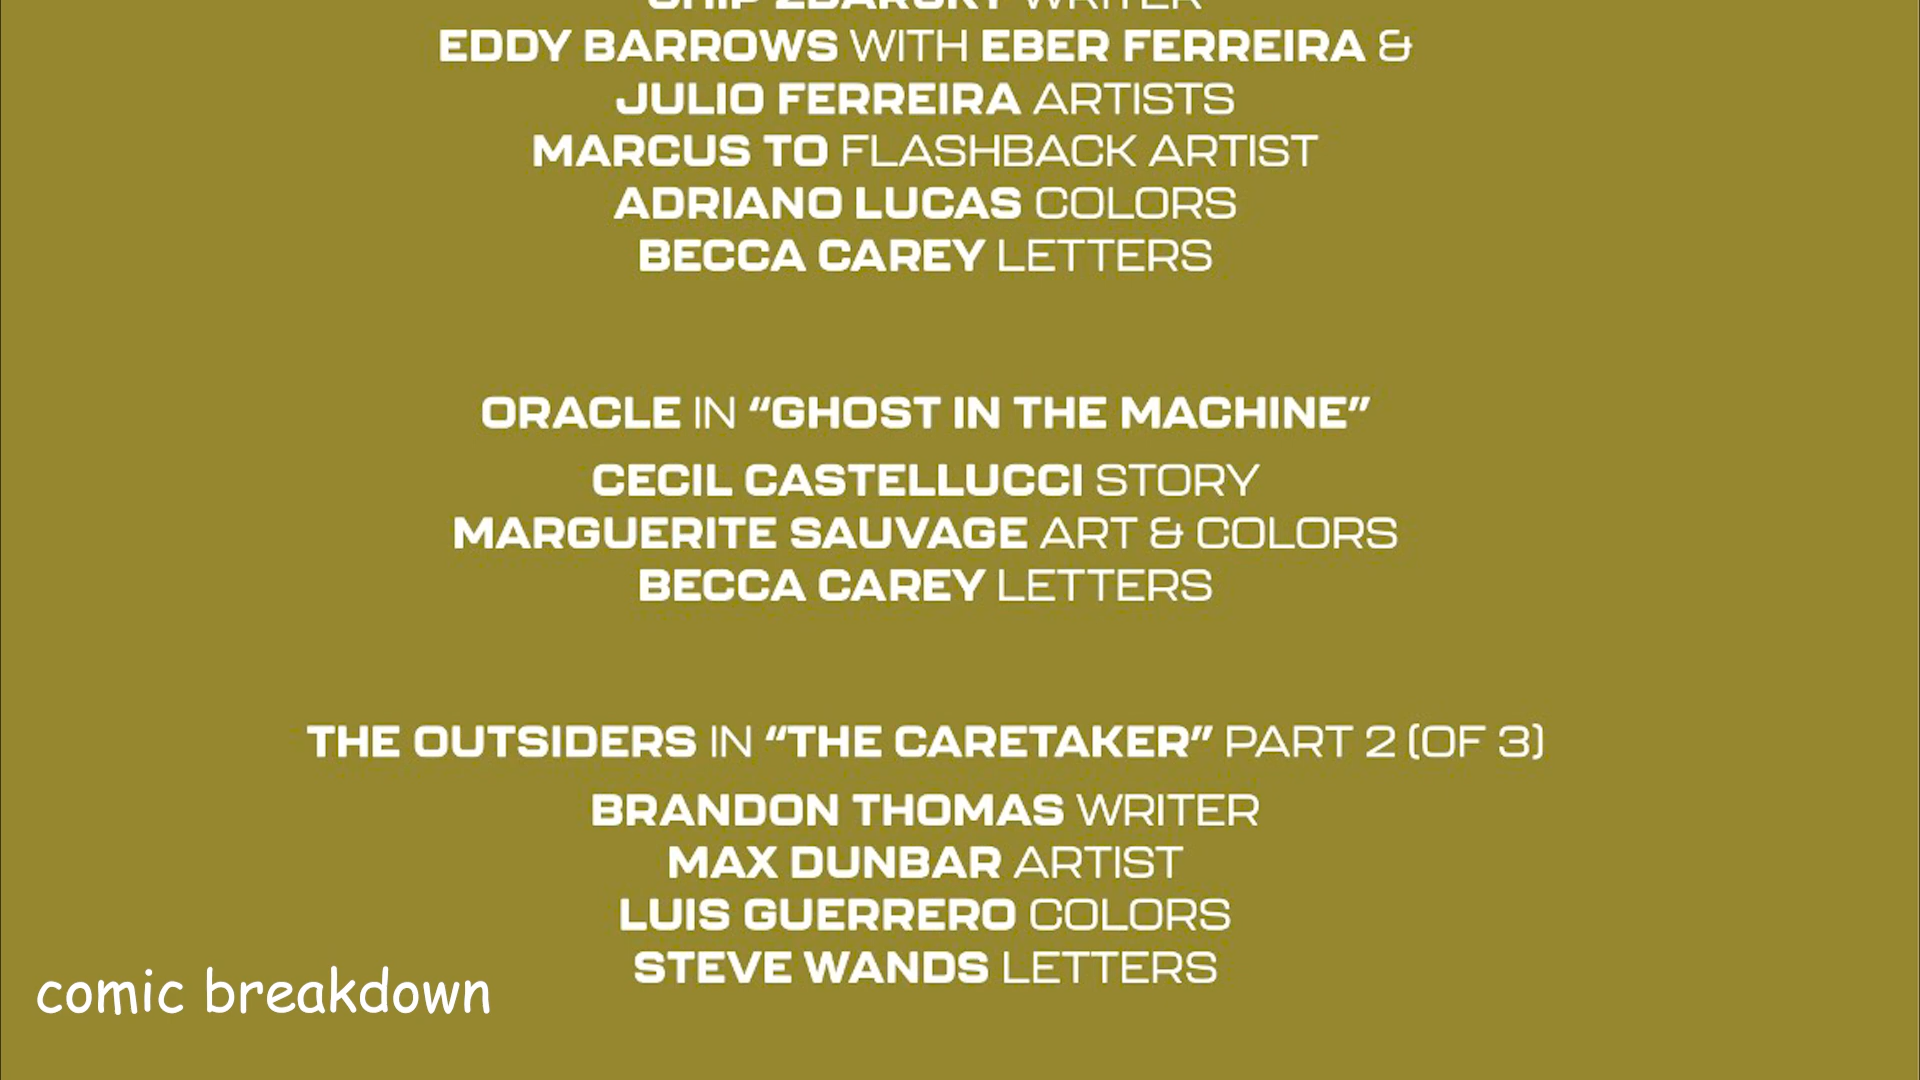 CHIP ZDARSKY WRITER
EDDY BARROWS WITH EBER FERREIRA &
JULIO FERREIRA ARTISTS
MARCUS TO FLASHBACK ARTIST
ADRIANO LUCAS COLORS
BECCA CAREY LETTERS
ORACLE IN “GHOST IN THE MACHINE”
CECIL CASTELLUCCI STORY
MARGUERITE SAUVAGE ART & COLORS
BECCA CAREY LETTERS
THE OUTSIDERS IN “THE CARETAKER” PART 2 (OF 3)
BRANDON THOMAS WRITER
MAX DUNBAR ARTIST
LUIS GUERRERO COLORS
STEVE WANDS LETTERS
comic breakdown